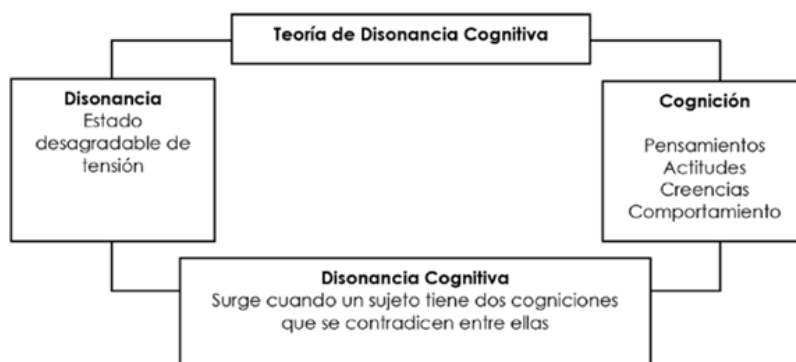 Teoría de Disonancia Cognitiva
Disonancia
Estado
desagradable de
tensión
Cognición
Pensamientos
Actitudes
Creencias
Comportamiento
Disonancia Cognitiva
Surge cuando un sujeto tiene dos cogniciones
que se contradicen entre ellas